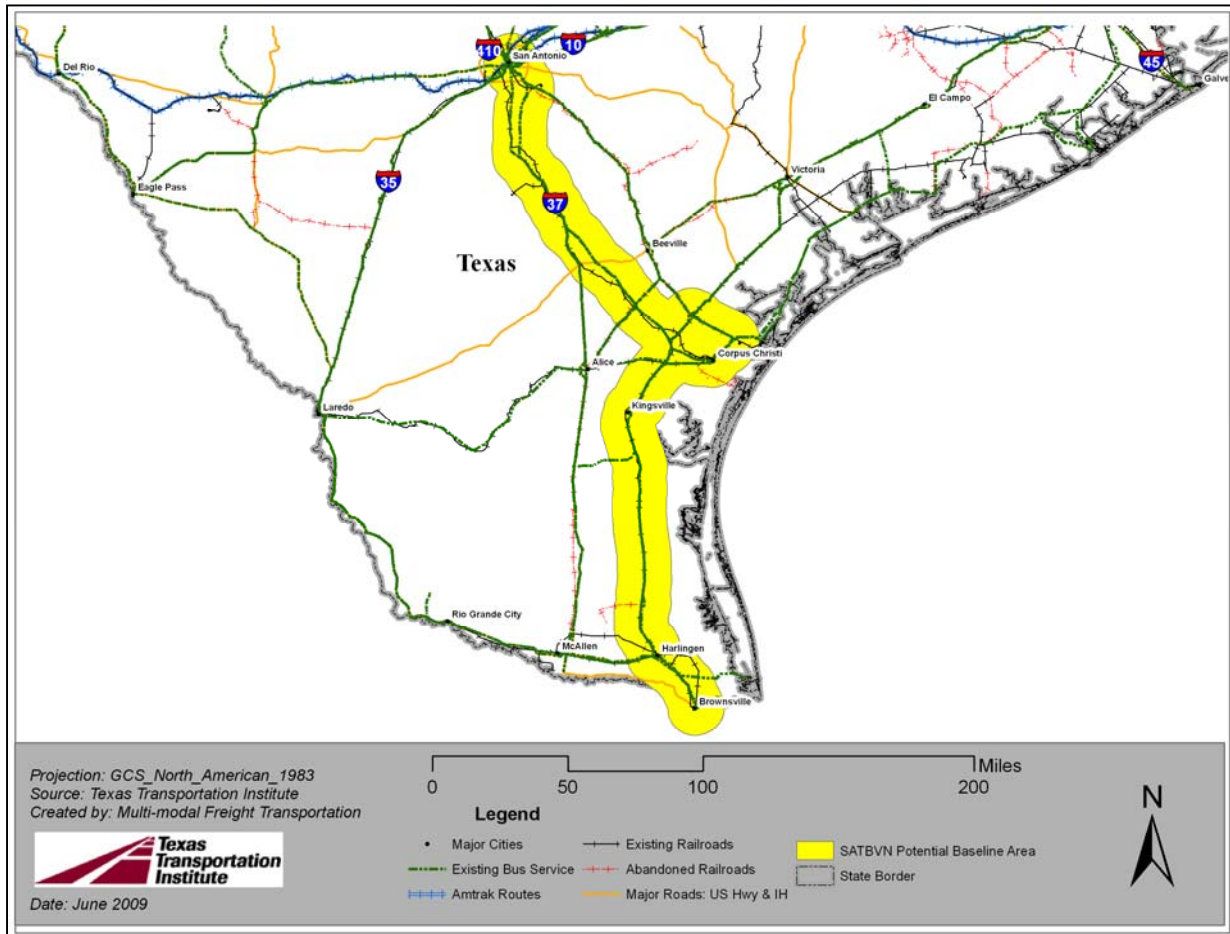 410
10
San Antonio
45
Del Rio
Galve
El Campo
Eagle Pass
35
Victoria
37
Beeville
Texas
Corpus Christi
Alice
Laredo
Kingsville
Rio Grande City
McAllen
Harlingen
Brownsville
Projection: GCS_North_American_1983
Source: Texas Transportation Institute
Created by: Multi-modal Freight Transportation
Texas
Transportation
Institute
Date: June 2009
Miles
0 50 100 200
Legend
Major Cities
Existing Bus Service
Amtrak Routes
Existing Railroads
Abandoned Railroads
Major Roads: US Hwy & IH
SATBVN Potential Baseline Area
State Border
N